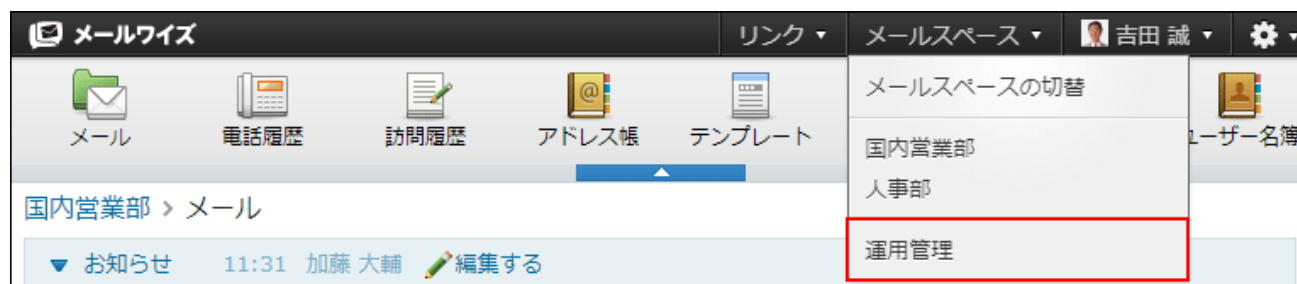 メールワイズ リンク メールスペース 吉田 誠
メール 電話履歴 訪問履歴 アドレス帳 テンプレート ユーザー名簿
メールスペースの切替
国内営業部
人事部
運用管理
国内営業部 > メール
お知らせ 11:31 加藤 大輔 編集する